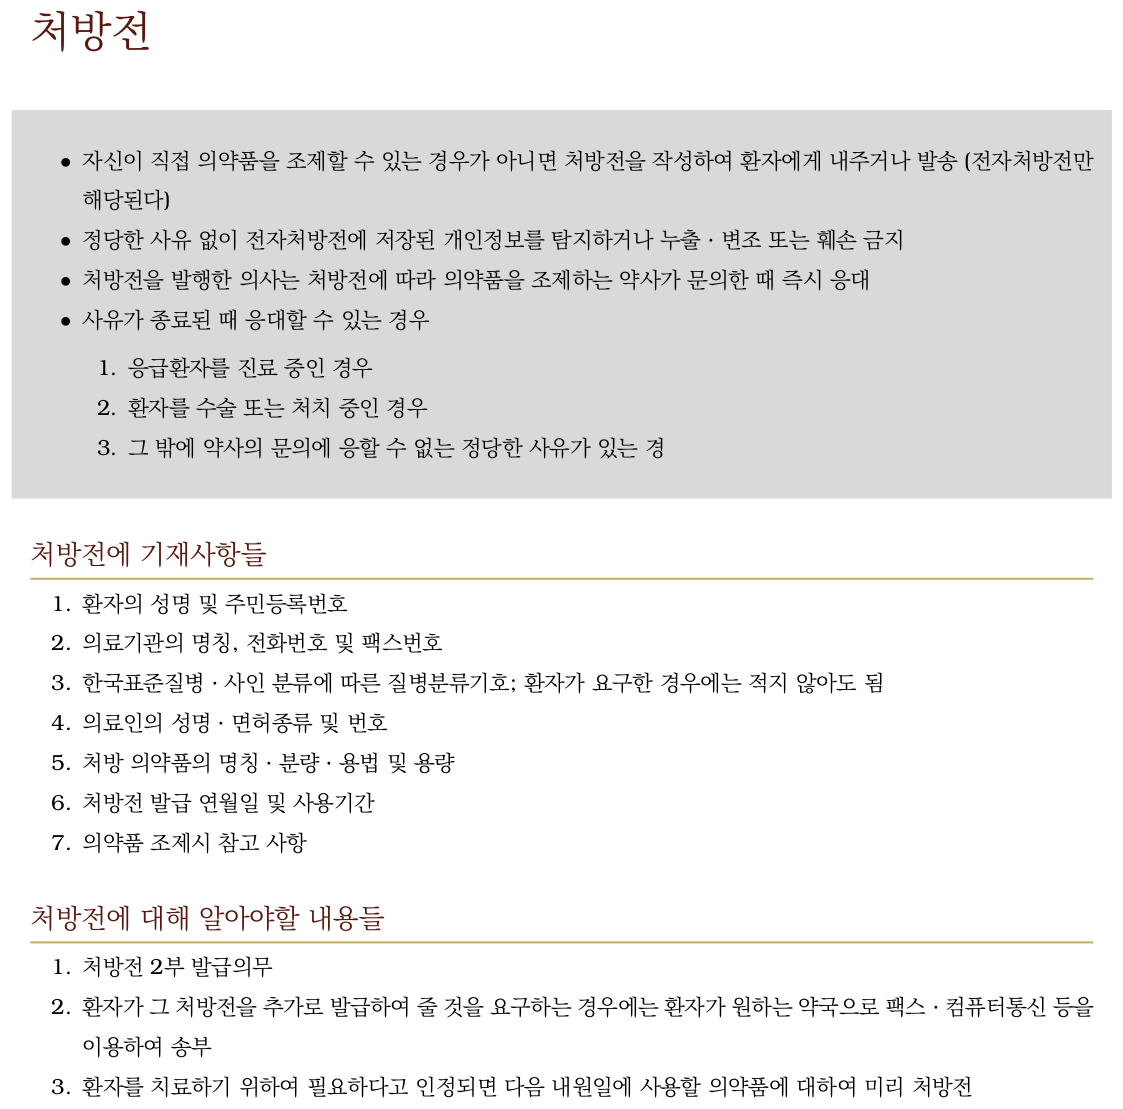 처방전
• 자신이 직접 의약품을 조제할 수 있는 경우가 아니면 처방전을 작성하여 환자에게 내주거나 발송 (전자처방전만
해당된다)
• 정당한 사유 없이 전자처방전에 저장된 개인정보를 탐지하거나 누출 · 변조 또는 훼손 금지
• 처방전을 발행한 의사는 처방전에 따라 의약품을 조제하는 약사가 문의한 때 즉시 응대
• 사유가 종료된 때 응대할 수 있는 경우
1. 응급환자를 진료 중인 경우
2. 환자를 수술 또는 처치 중인 경우
3. 그 밖에 약사의 문의에 응할 수 없는 정당한 사유가 있는 경
처방전에 기재사항들
1. 환자의 성명 및 주민등록번호
2. 의료기관의 명칭, 전화번호 및 팩스번호
3. 한국표준질병 · 사인 분류에 따른 질병분류기호; 환자가 요구한 경우에는 적지 않아도 됨
4. 의료인의 성명 · 면허종류 및 번호
5. 처방 의약품의 명칭 · 분량 · 용법 및 용량
6. 처방전 발급 연월일 및 사용기간
7. 의약품 조제시 참고 사항
처방전에 대해 알아야할 내용들
1. 처방전 2부 발급의무
2. 환자가 그 처방전을 추가로 발급하여 줄 것을 요구하는 경우에는 환자가 원하는 약국으로 팩스 · 컴퓨터통신 등을
이용하여 송부
3. 환자를 치료하기 위하여 필요하다고 인정되면 다음 내원일에 사용할 의약품에 대하여 미리 처방전